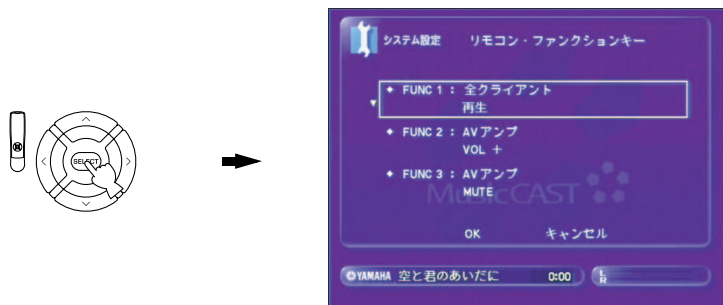 SELECT
システム設定 リモコン・ファンクションキー
◆ FUNC 1 : 全クライアント
再生
◆ FUNC 2 : AVアンプ
VOL +
◆ FUNC 3 : AVアンプ
MUTE
MusicCAST
OK キャンセル
YAMAHA 空と君のあいだに 0:00 L
R